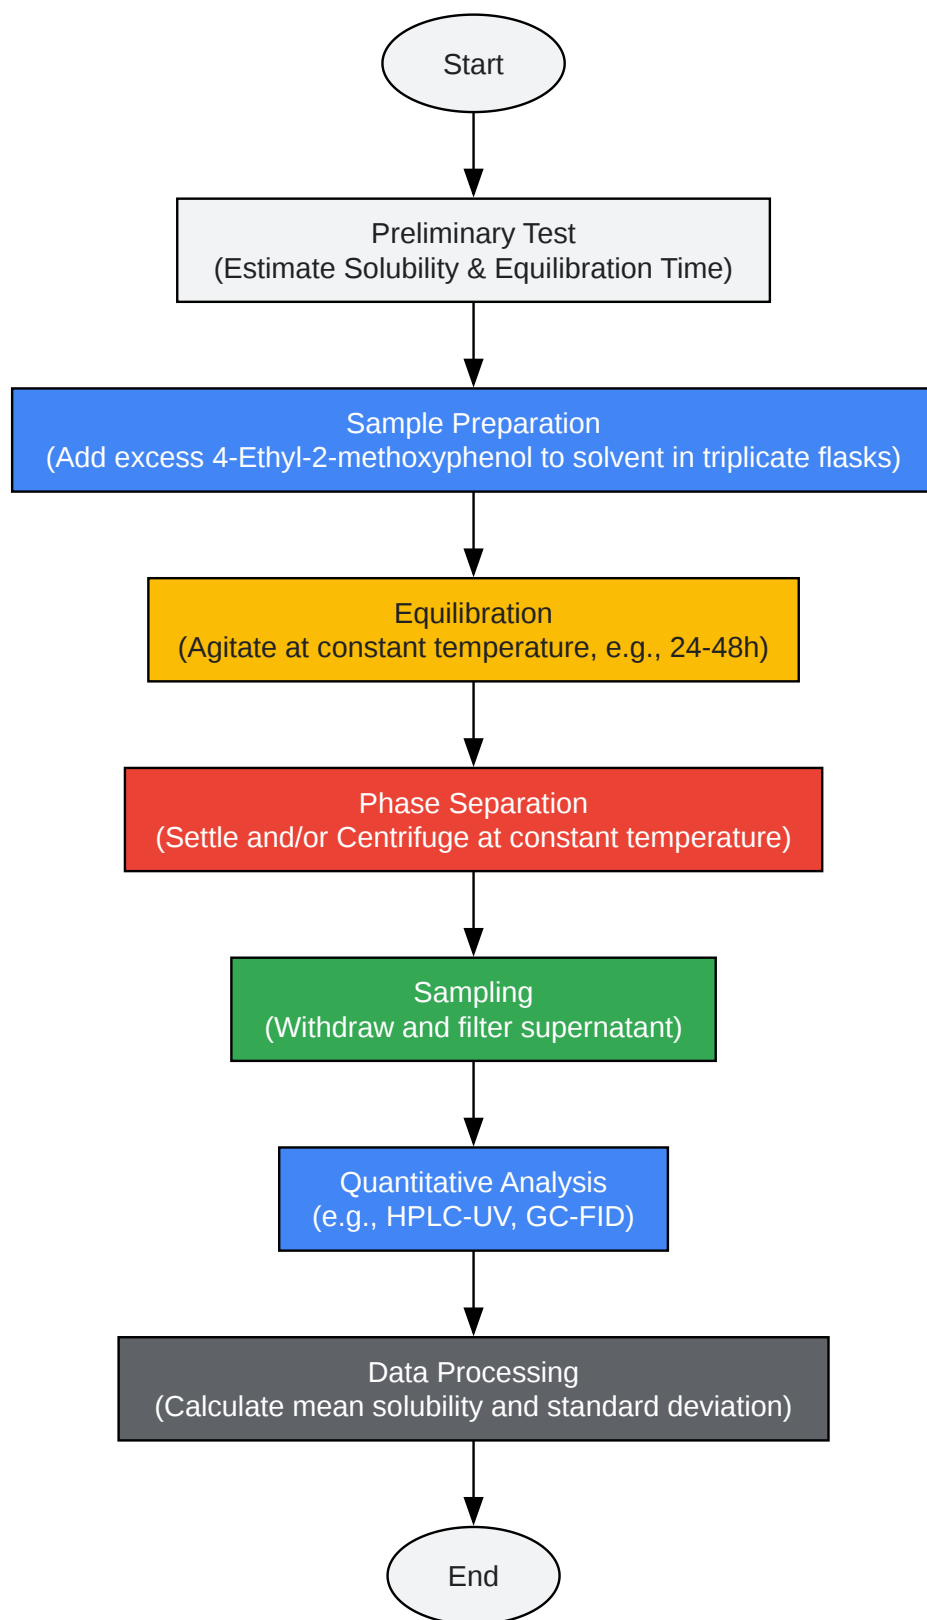 Start
Preliminary Test
(Estimate Solubility & Equilibration Time)
Sample Preparation
(Add excess 4-Ethyl-2-methoxyphenol to solvent in triplicate flasks)
Equilibration
(Agitate at constant temperature, e.g., 24-48h)
Phase Separation
(Settle and/or Centrifuge at constant temperature)
Sampling
(Withdraw and filter supernatant)
Quantitative Analysis
(e.g., HPLC-UV, GC-FID)
Data Processing
(Calculate mean solubility and standard deviation)
End